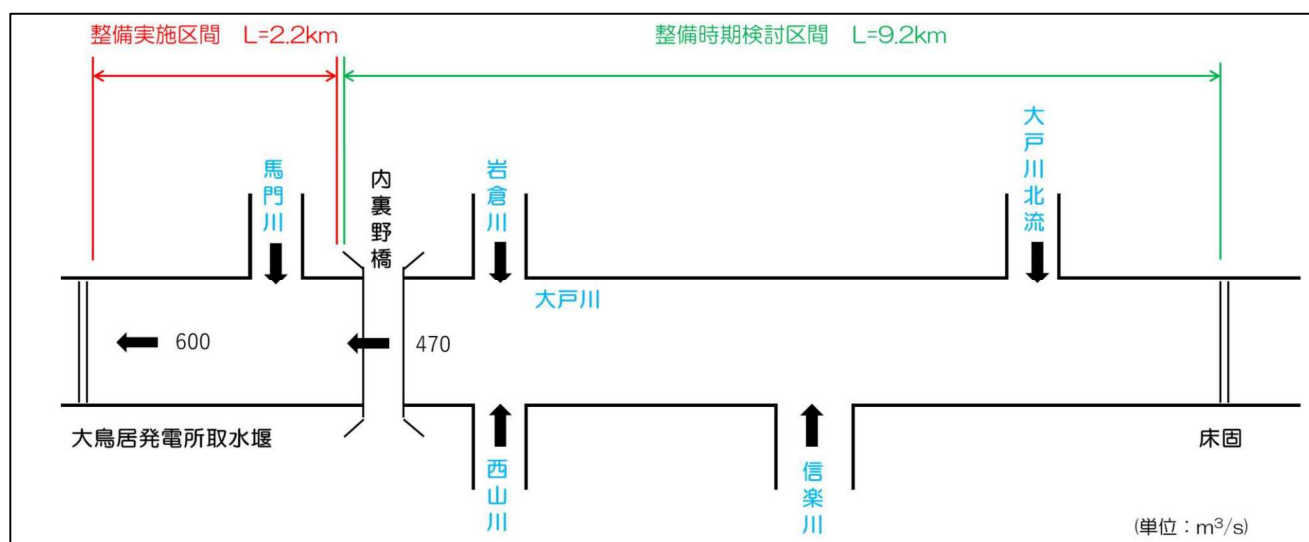 整備実施区間　L=2.2km
整備時期検討区間　L=9.2km
馬門川
内裏野橋
岩倉川
大戸川北流
大戸川
600
470
大鳥居発電所取水堰
西山川
信楽川
床固
(単位：m³/s)